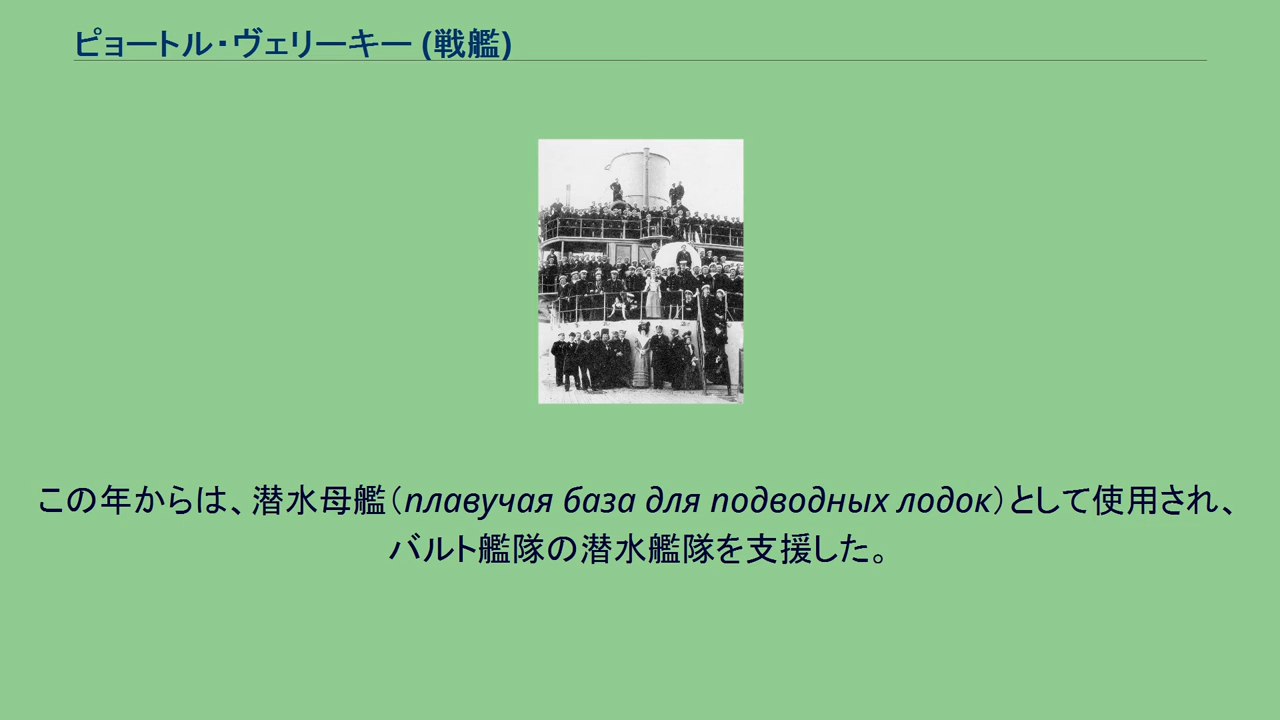 ピョートル・ヴェリーキー (戦艦)
この年からは、潜水母艦（плавучая база для подводных лодок）として使用され、
バルト艦隊の潜水艦隊を支援した。